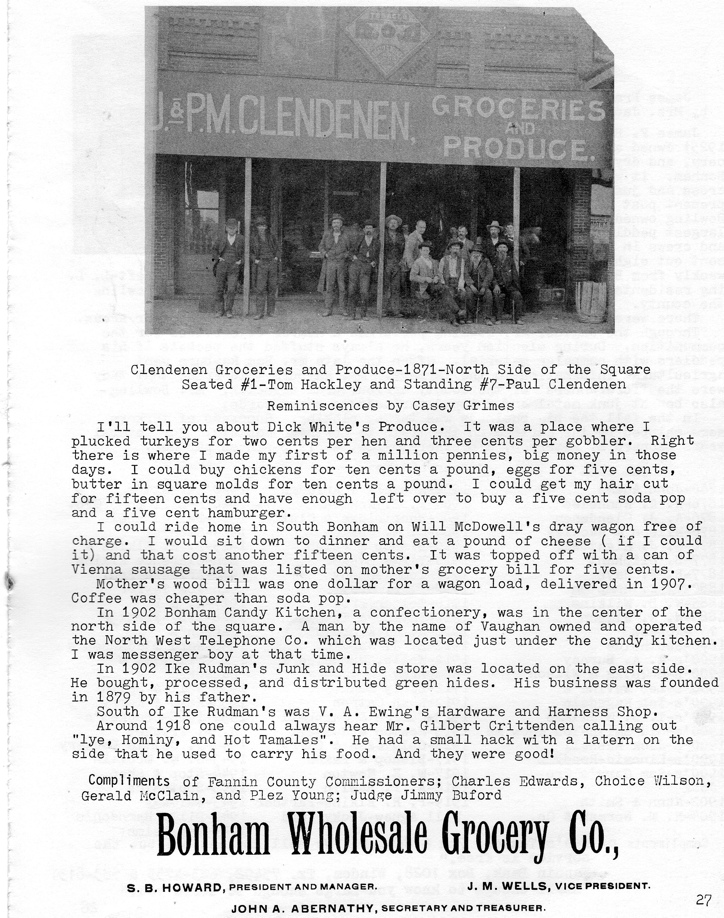 J. & P.M. CLENDENEN,
GROCERIES
AND
PRODUCE.
Clendenen Groceries and Produce-1871-North Side of the Square
Seated #1-Tom Hackley and Standing #7-Paul Clendenen
Reminiscences by Casey Grimes
I'll tell you about Dick White's Produce. It was a place where I
plucked turkeys for two cents per hen and three cents per gobbler. Right
there is where I made my first of a million pennies, big money in those
days. I could buy chickens for ten cents a pound, eggs for five cents,
butter in square molds for ten cents a pound. I could get my hair cut
for fifteen cents and have enough left over to buy a five cent soda pop
and a five cent hamburger.
I could ride home in South Bonham on Will McDowell's dray wagon free of
charge. I would sit down to dinner and eat a pound of cheese ( if I could
it) and that cost another fifteen cents. It was topped off with a can of
Vienna sausage that was listed on mother's grocery bill for five cents.
Mother's wood bill was one dollar for a wagon load, delivered in 1907.
Coffee was cheaper than soda pop.
In 1902 Bonham Candy Kitchen, a confectionery, was in the center of the
north side of the square. A man by the name of Vaughan owned and operated
the North West Telephone Co. which was located just under the candy kitchen.
I was messenger boy at that time.
In 1902 Ike Rudman's Junk and Hide store was located on the east side.
He bought, processed, and distributed green hides. His business was founded
in 1879 by his father.
South of Ike Rudman's was V. A. Ewing's Hardware and Harness Shop.
Around 1918 one could always hear Mr. Gilbert Crittenden calling out
"lye, Hominy, and Hot Tamales". He had a small hack with a latern on the
side that he used to carry his food. And they were good!
Compliments of Fannin County Commissioners; Charles Edwards, Choice Wilson,
Gerald McClain, and Plez Young; Judge Jimmy Buford
Bonham Wholesale Grocery Co.,
S. B. HOWARD, PRESIDENT AND MANAGER. J. M. WELLS, VICE PRESIDENT.
JOHN A. ABERNATHY, SECRETARY AND TREASURER.
27